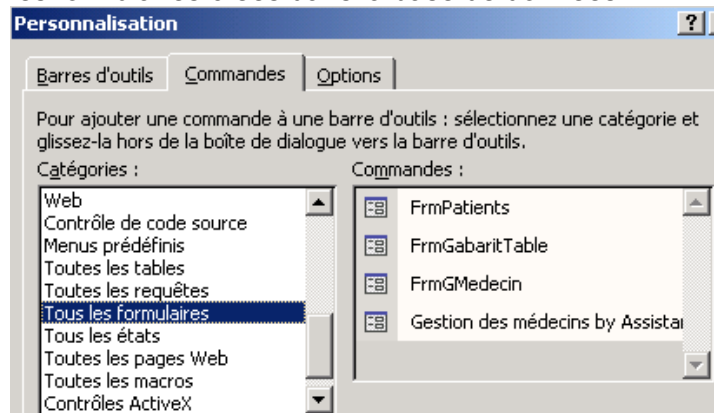 Personnalisation
Barres d'outils Commandes Options
Pour ajouter une commande à une barre d'outils : sélectionnez une catégorie et
glissez-la hors de la boîte de dialogue vers la barre d'outils.
Catégories :
Web
Contrôle de code source
Menus prédéfinis
Toutes les tables
Toutes les requêtes
Tous les formulaires
Tous les états
Toutes les pages Web
Toutes les macros
Contrôles ActiveX
Commandes :
FrmPatients
FrmGabaritTable
FrmGMedecin
Gestion des médecins by